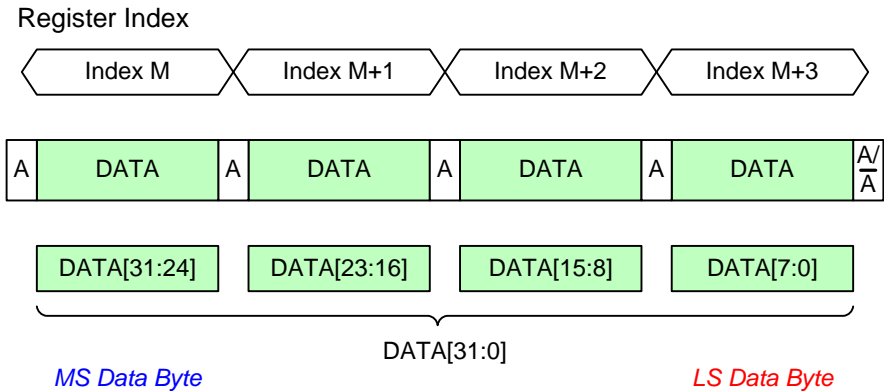 Register Index
Index M Index M+1 Index M+2 Index M+3
A DATA A DATA A DATA A DATA A/A̅
DATA[31:24] DATA[23:16] DATA[15:8] DATA[7:0]
DATA[31:0]
MS Data Byte LS Data Byte